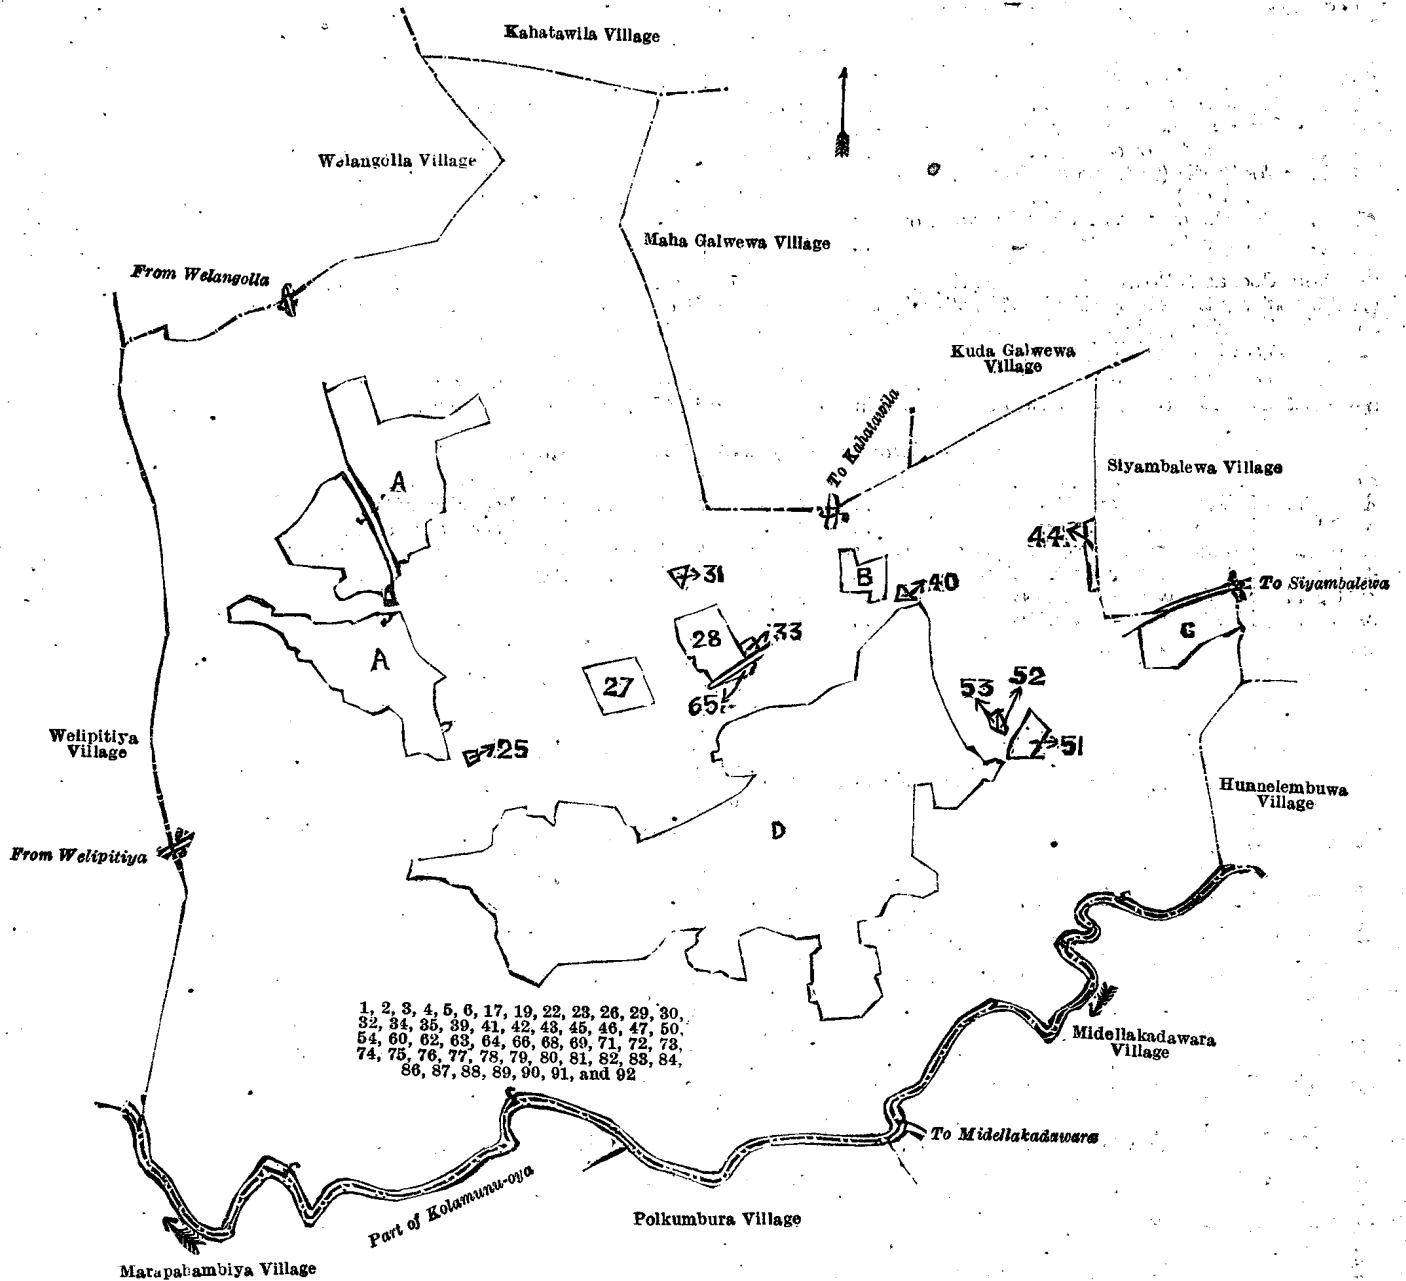 Kahatawila Village
Welangolla Village
Maha Galwewa Village
From Welangolla
Kuda Galwewa
Village
To Kahatawila
Siyambalewa Village
A
44
31
B
40
To Siyambalewa
28
33
C
A
27
65
53
52
51
25
Welipitiya
Village
Hunnelembuwa
Village
D
From Welipitiya
1, 2, 3, 4, 5, 6, 17, 19, 22, 23, 26, 29, 30,
32, 34, 35, 39, 41, 42, 43, 45, 46, 47, 50,
54, 60, 62, 63, 64, 66, 68, 69, 71, 72, 73,
74, 75, 76, 77, 78, 79, 80, 81, 82, 83, 84,
86, 87, 88, 89, 90, 91, and 92
Midellakadawara
Village
To Midellakadawara
Part of Kolamunu-oya
Polkumbura Village
Marapahambiya Village